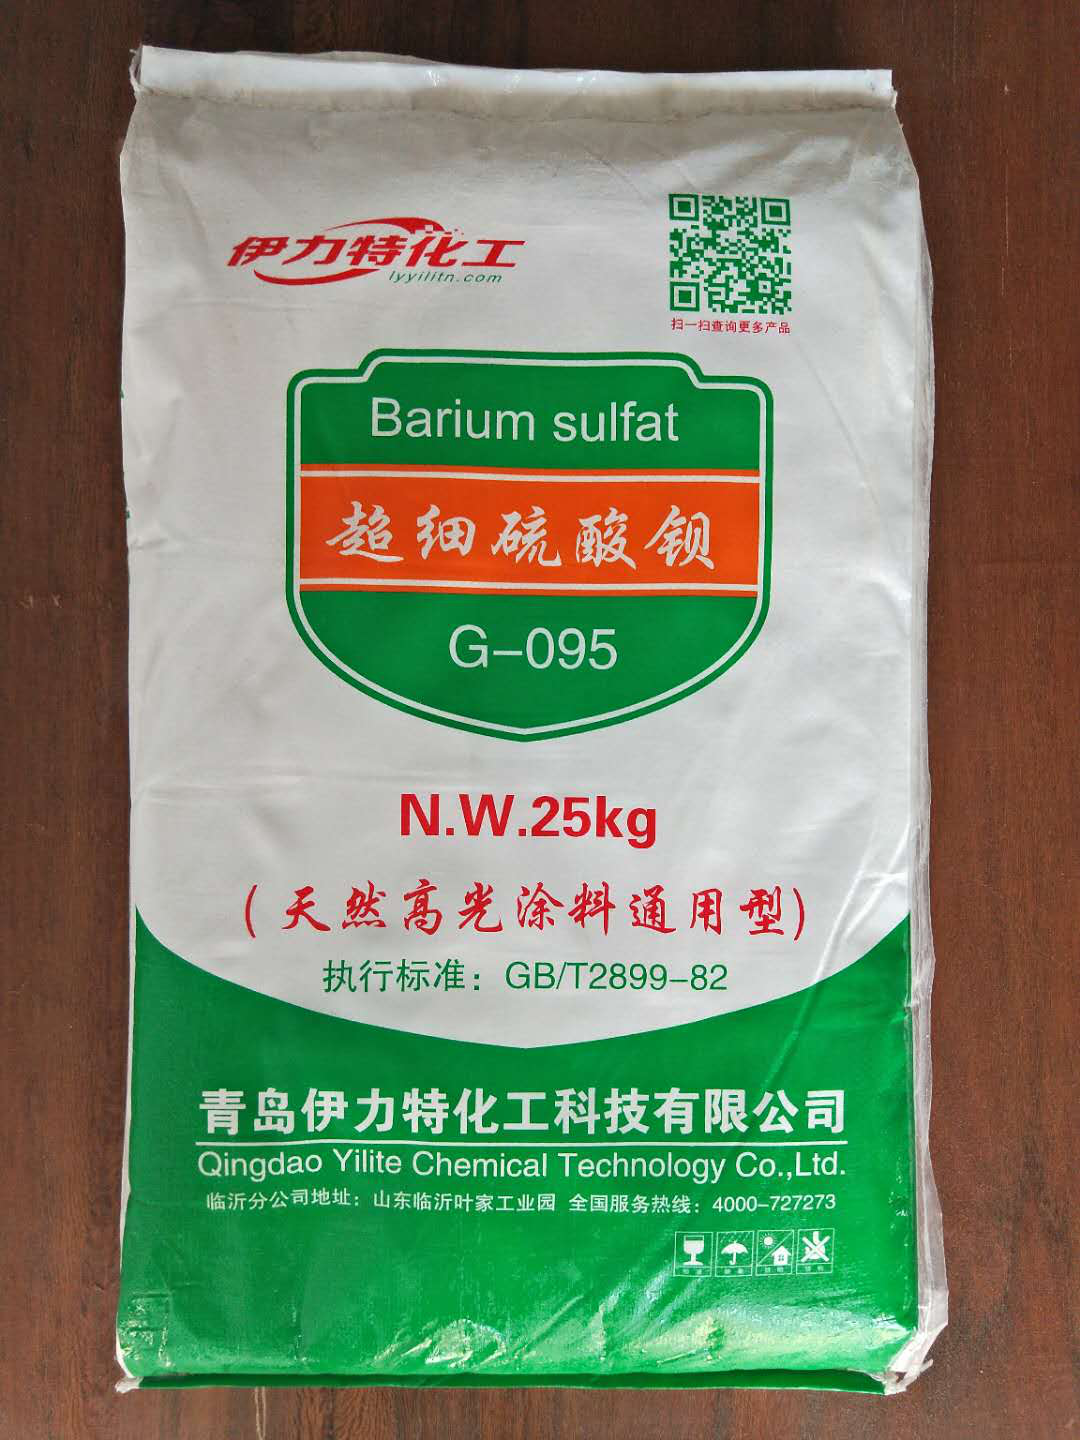 伊力特化工
lyyilitn.com
扫一扫查询更多产品
Barium sulfat
超细硫酸钡
G-095
N.W.25kg
(天然高光涂料通用型)
执行标准：GB/T2899-82
青岛伊力特化工科技有限公司
Qingdao Yilite Chemical Technology Co.,Ltd.
临沂分公司地址：山东临沂叶家工业园 全国服务热线：4000-727273